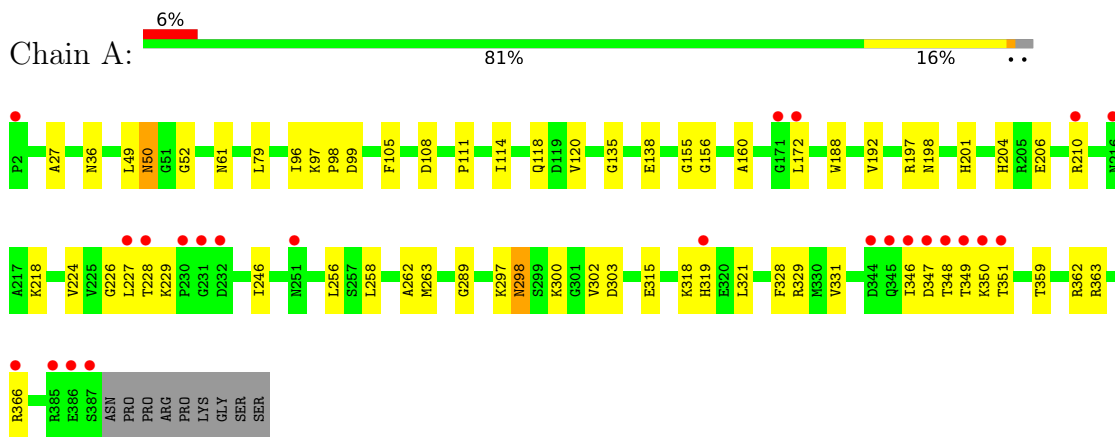 6%
Chain A:
81% 16% • •
P2 A27 N36 L49 N50 G51 G52 N61 L79 I96 K97 P98 D99 F105 D108 P111 I114 Q118 D119 V120 G135 E138 G155 G156 A160 G171 L172 W188 V192 R197 N198 H201 H204 R205 E206 R210 N216
A217 K218 V224 V225 G226 L227 T228 K229 P230 G231 D232 I246 N251 L256 S257 L258 A262 M263 G289 K297 N298 S299 K300 G301 V302 D303 E315 K318 H319 E320 L321 F328 R329 M330 V331 D344 Q345 I346 D347 T348 T349 K350 T351 T359 R362 R363
R366 R385 E386 S387 ASN PRO PRO ARG PRO LYS GLY SER SER